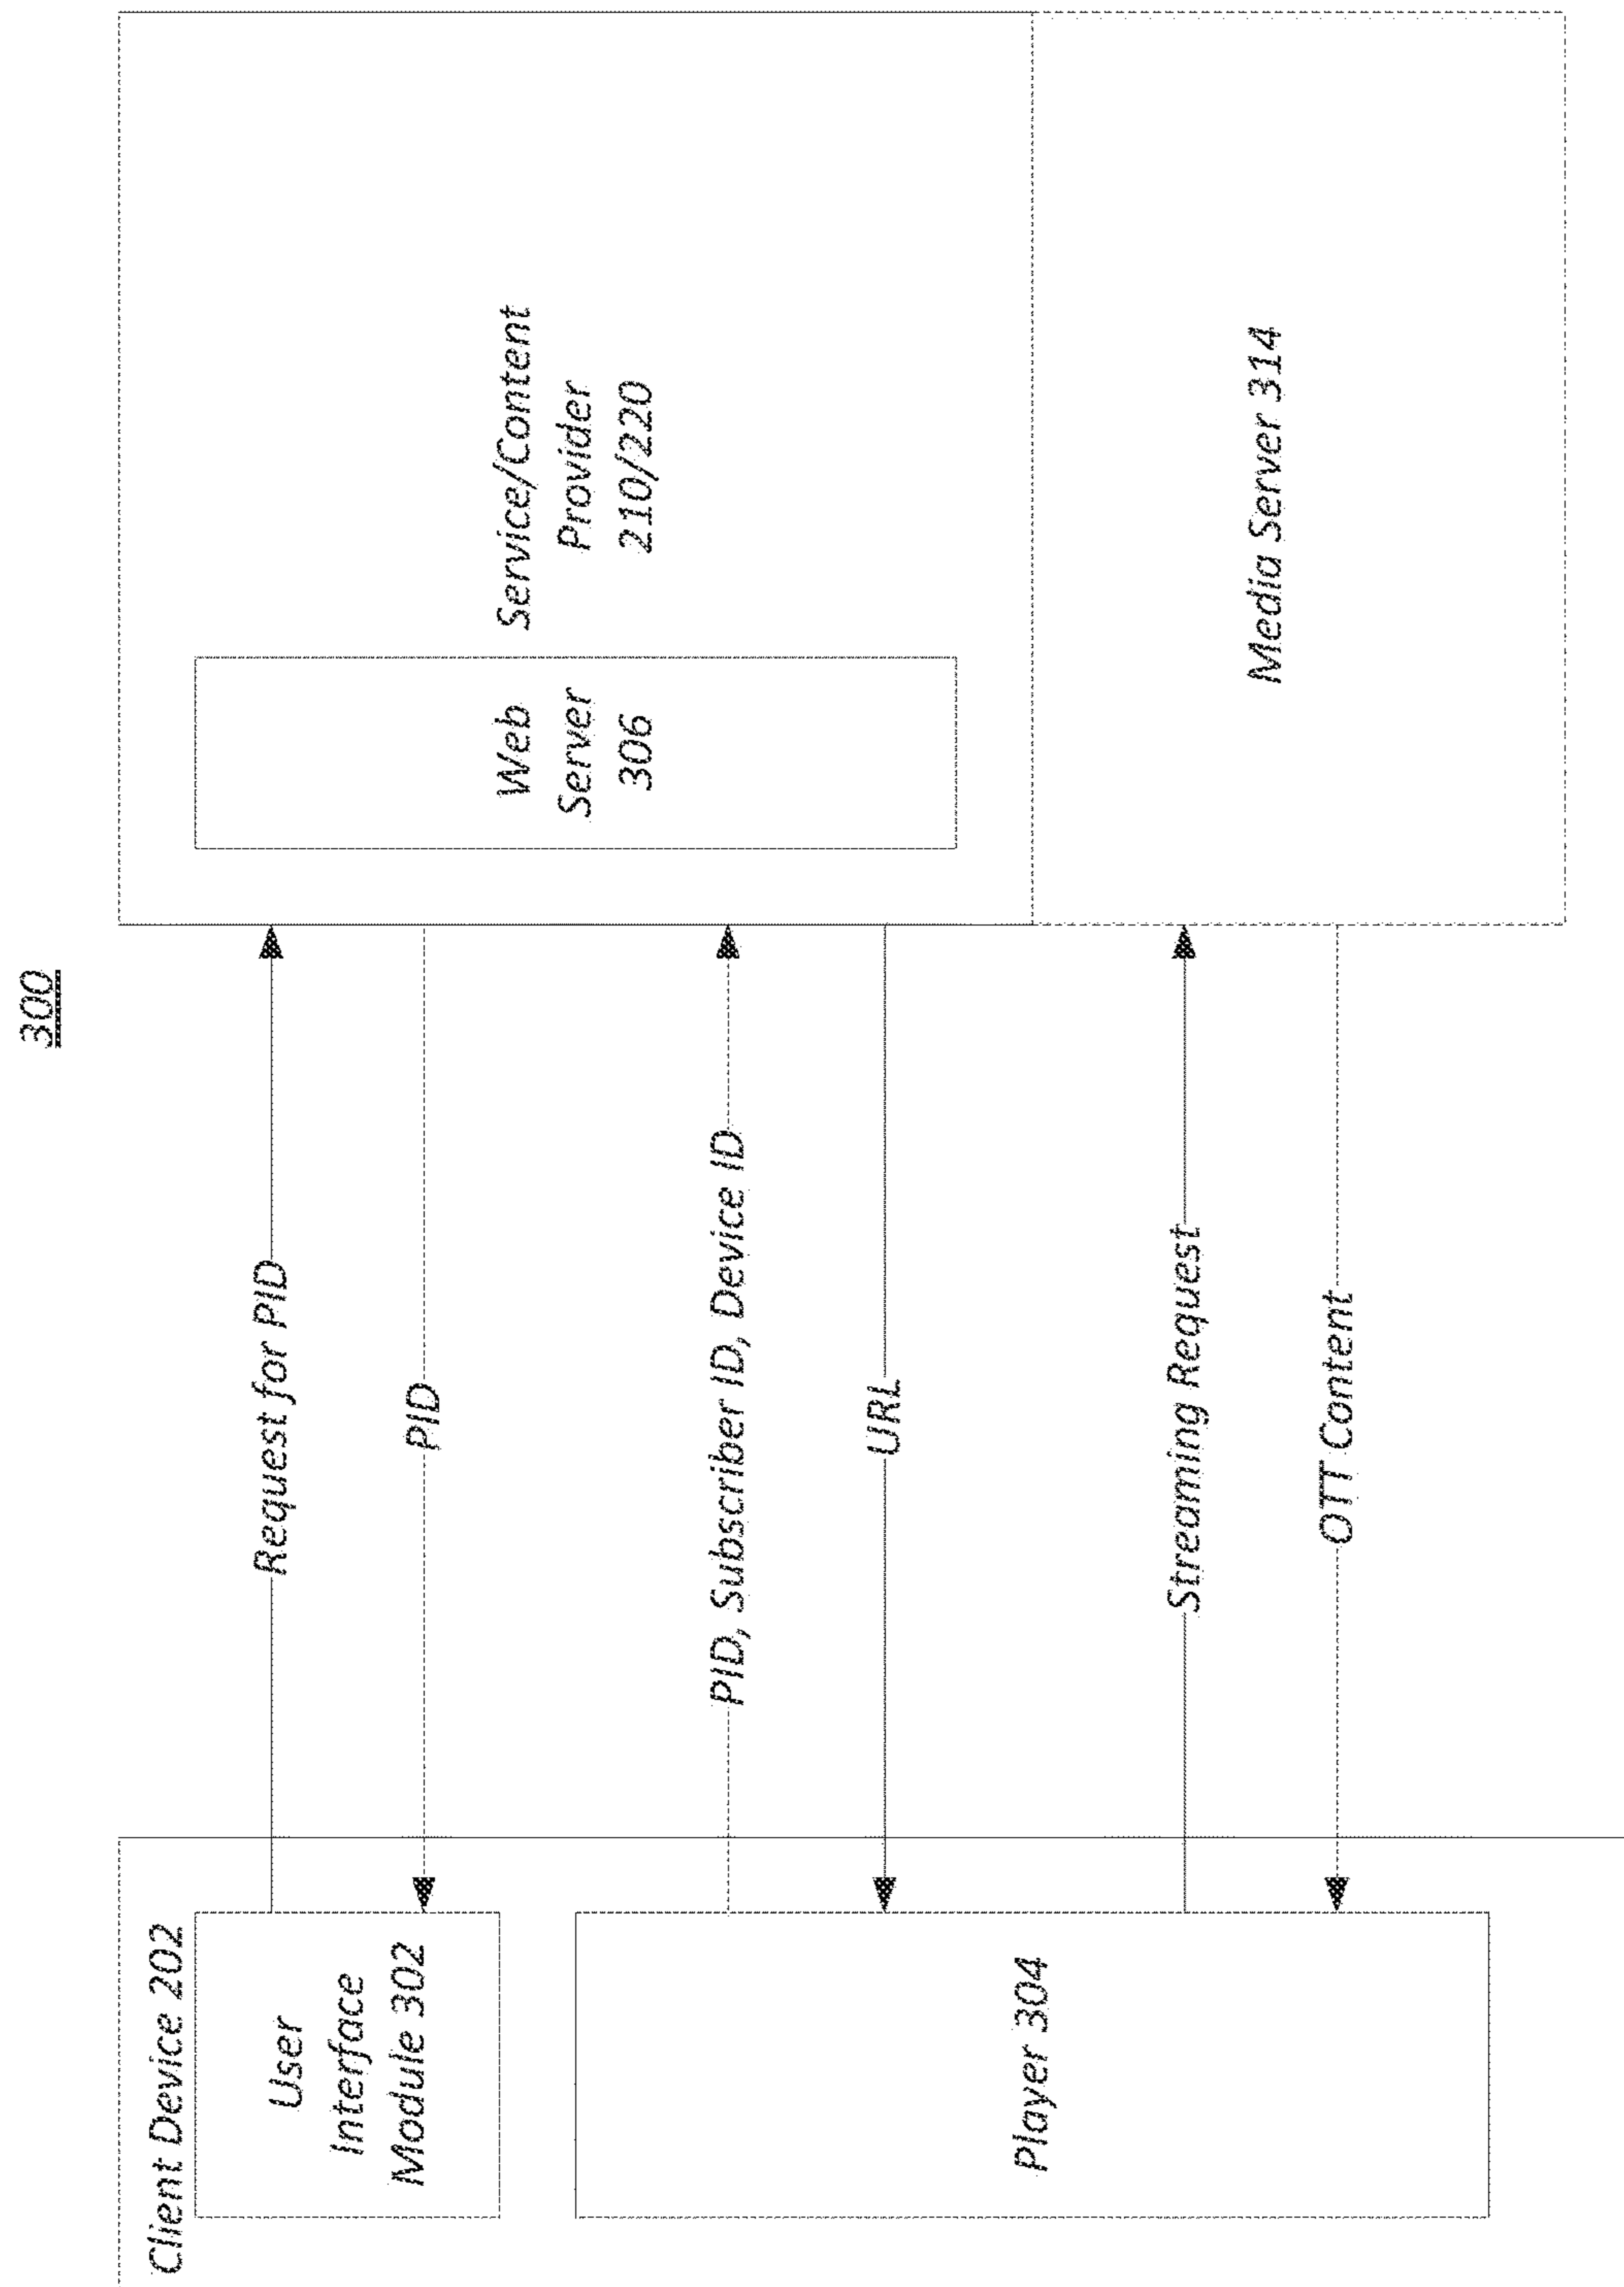 300
Client Device 202
User
Interface
Module 302
Player 304
Request for PID
PID
PID, Subscriber ID, Device ID
URL
Streaming Request
OTT Content
Web
Server
306
Service/Content
Provider
210/220
Media Server 314